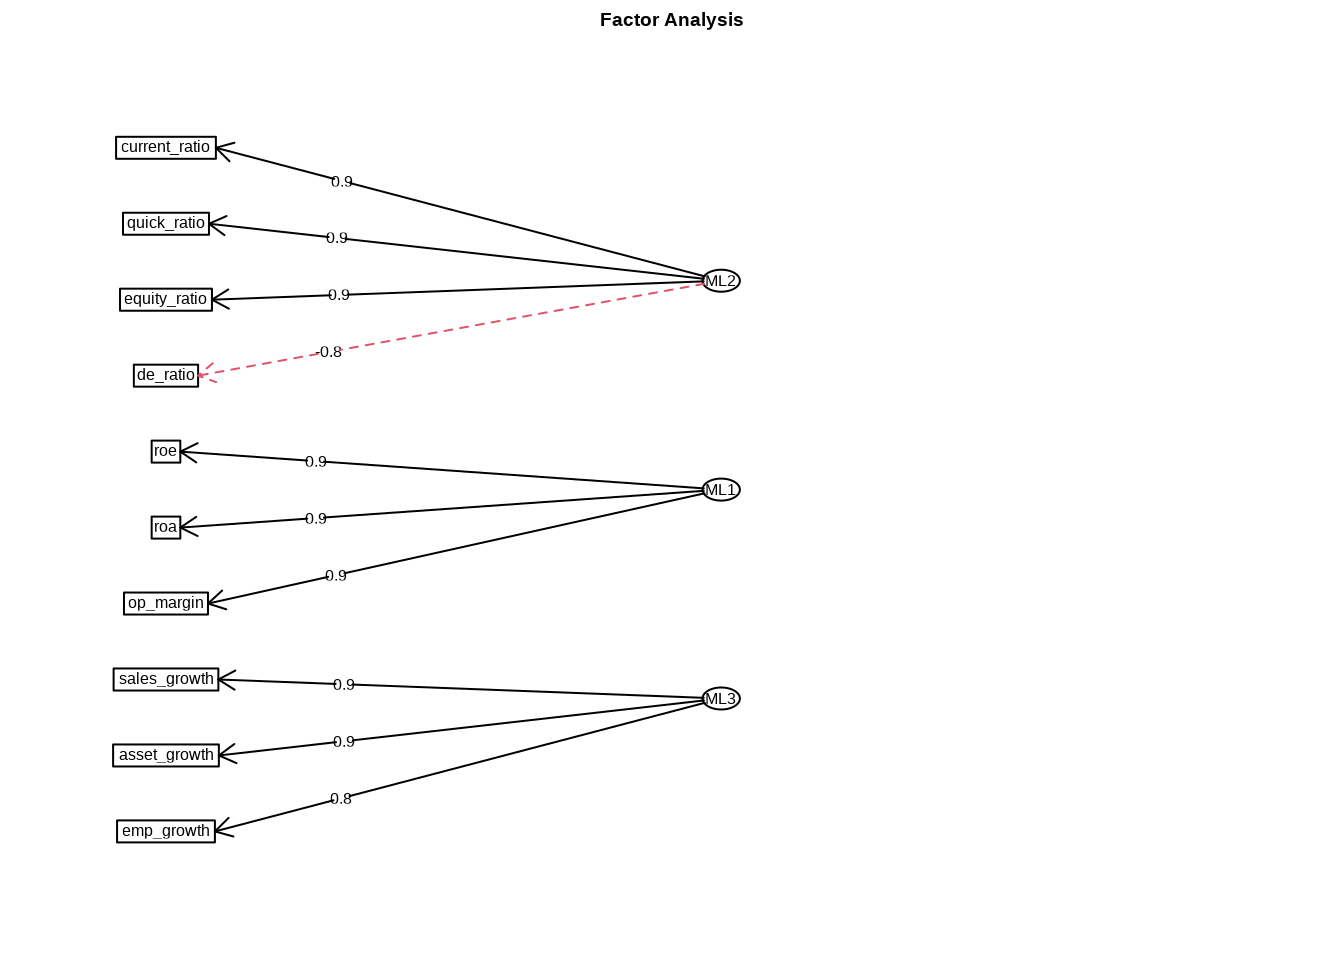 Factor Analysis
current_ratio
0.9
quick_ratio
0.9
ML2
equity_ratio
0.9
-0.8
de_ratio
roe
0.9
ML1
roa
0.9
0.9
op_margin
sales_growth
0.9
ML3
asset_growth
0.9
0.8
emp_growth